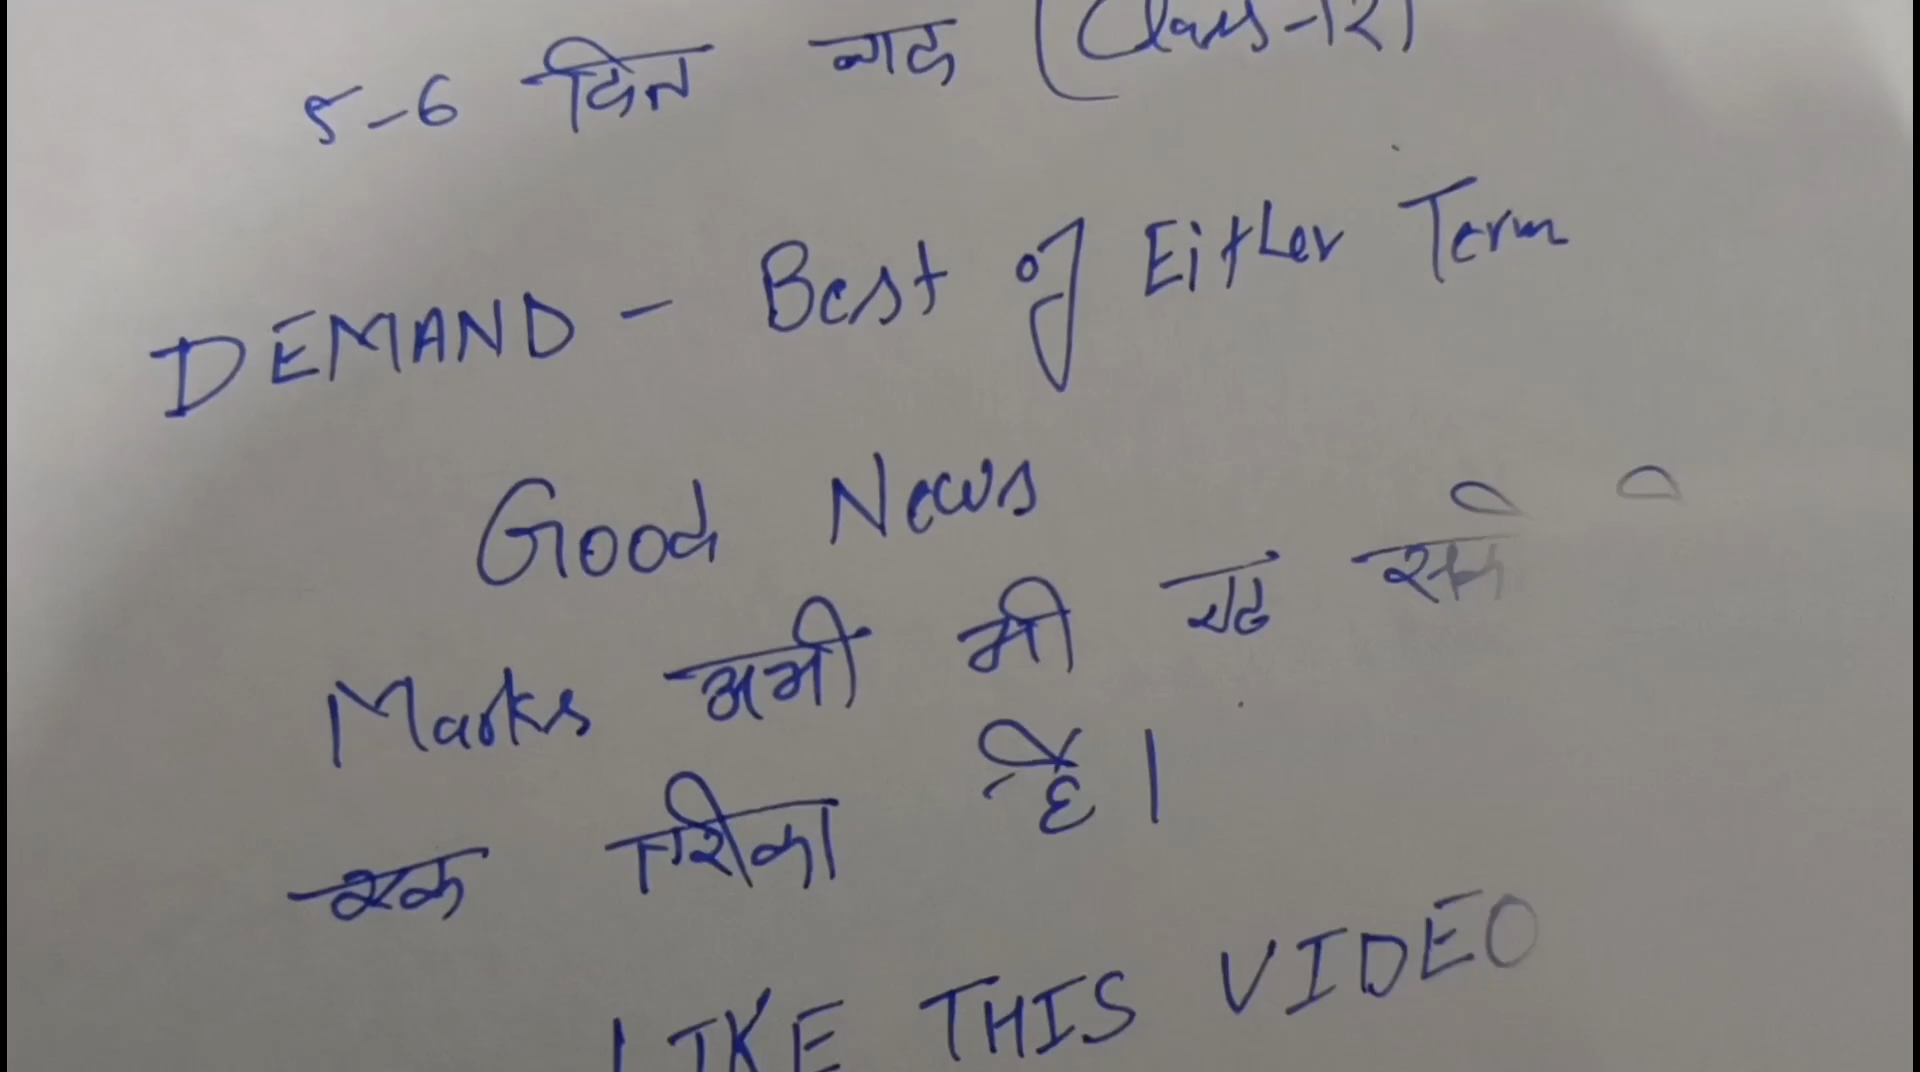 5-6 दिन बाद (Class-12)
DEMAND - Best of Either Term
Good News
Marks अभी भी बढ़
एक तरीका है।
LIKE THIS VIDEO